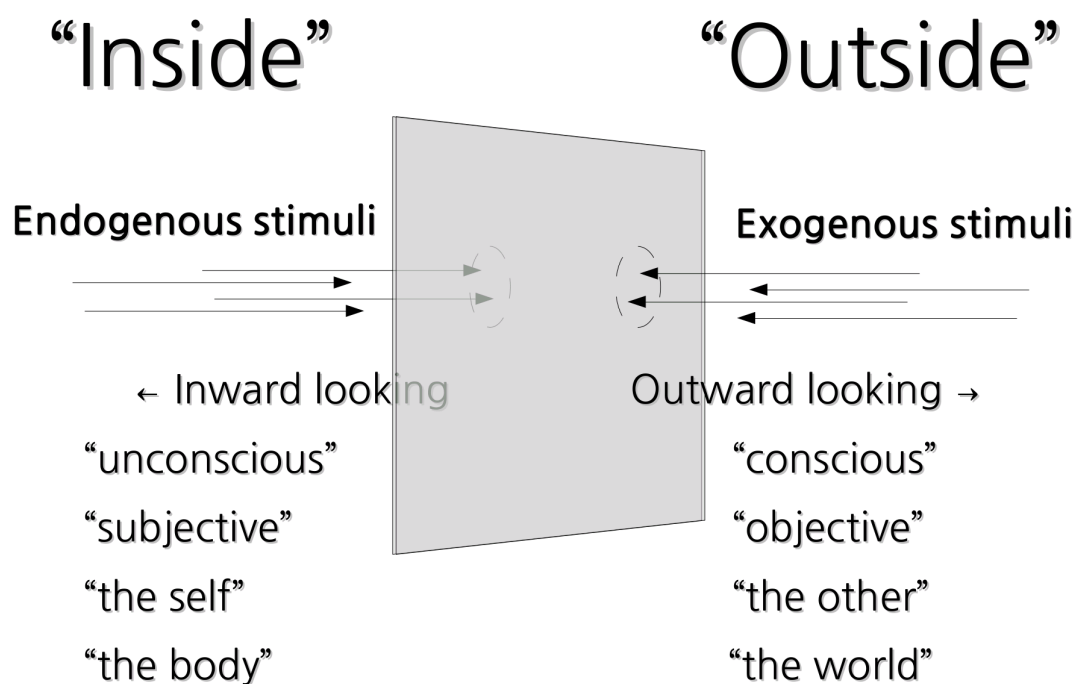 “Inside”
“Outside”
Endogenous stimuli
Exogenous stimuli
← Inward looking
Outward looking →
“unconscious”
“conscious”
“subjective”
“objective”
“the self”
“the other”
“the body”
“the world”